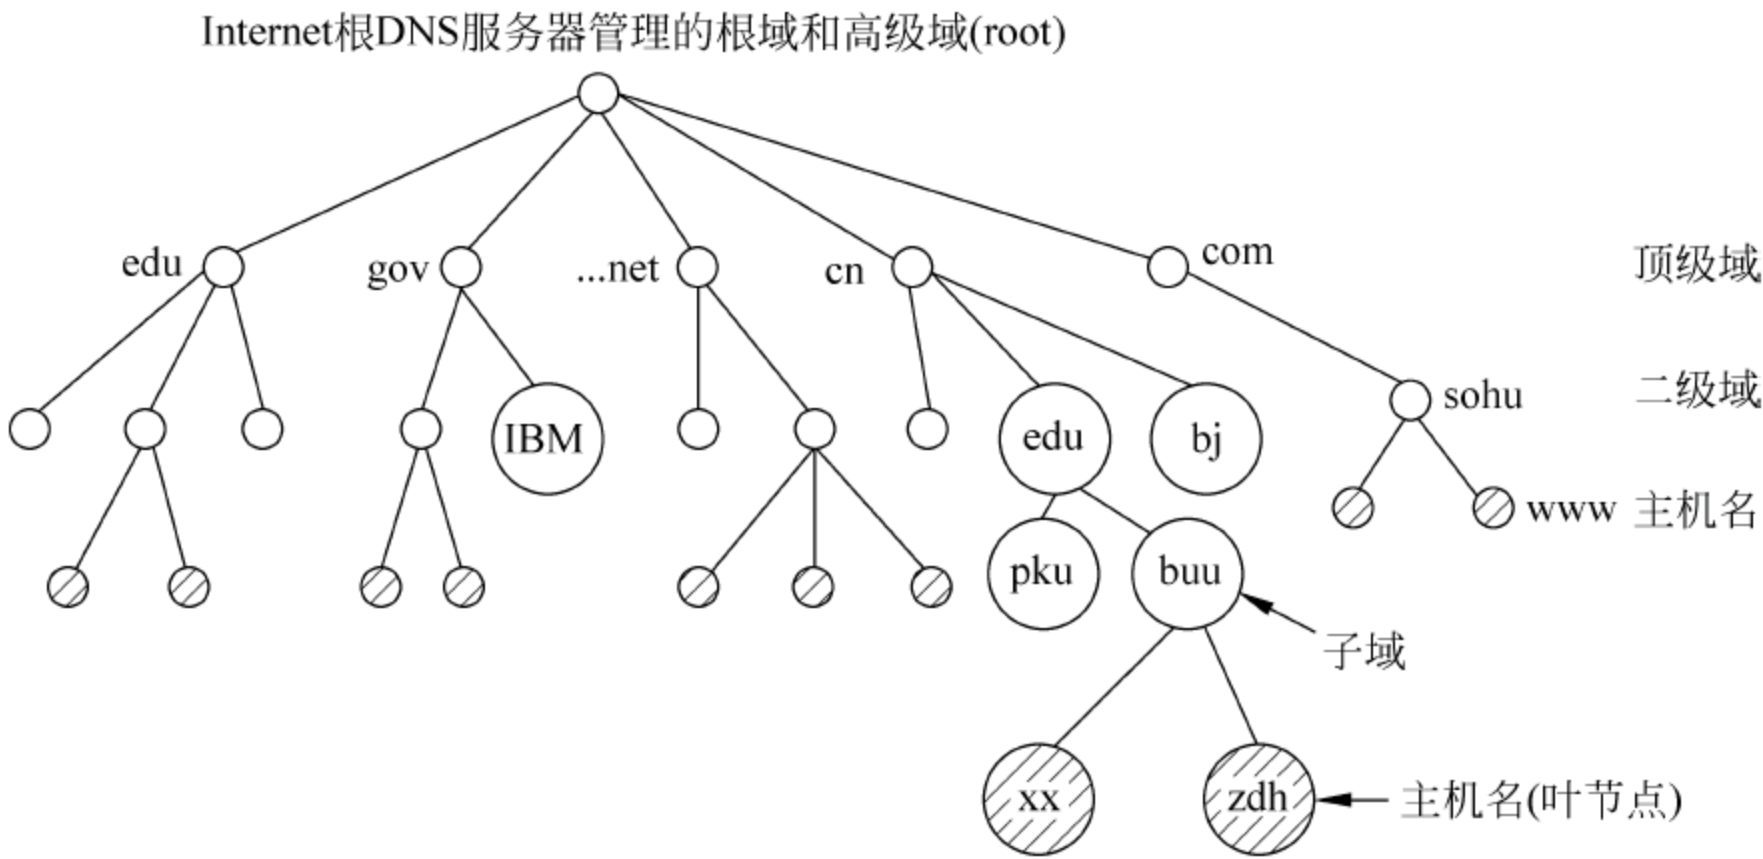 Internet根DNS服务器管理的根域和高级域(root)
edu
gov
...net
cn
com
顶级域
IBM
edu
bj
sohu
二级域
www
主机名
pku
buu
子域
xx
zdh
主机名(叶节点)